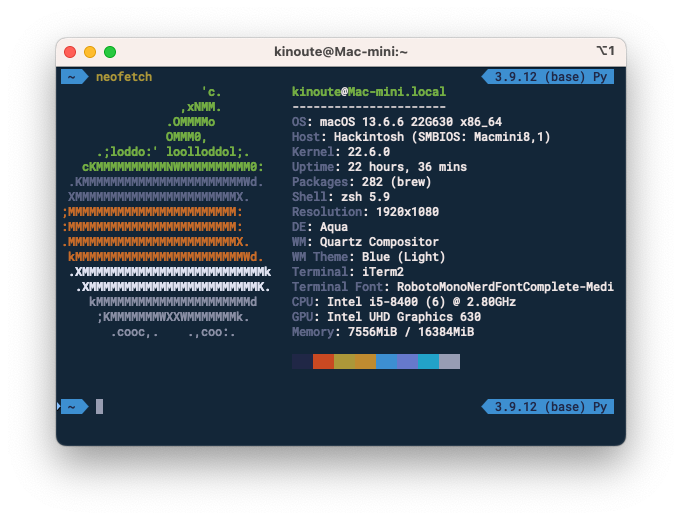 kinoute@Mac-mini:~ ⌥1
~ neofetch 3.9.12 (base) Py
'c. kinoute@Mac-mini.local
,xNMM. ----------------------
.OMMMMo OS: macOS 13.6.6 22G630 x86_64
OMMM0, Host: Hackintosh (SMBIOS: Macmini8,1)
.;loddo:' loolloddol;. Kernel: 22.6.0
cKMMMMMMMMMMNWMMMMMMMMMM0: Uptime: 22 hours, 36 mins
.KMMMMMMMMMMMMMMMMMMMMMMMWd. Packages: 282 (brew)
XMMMMMMMMMMMMMMMMMMMMMMMX. Shell: zsh 5.9
;MMMMMMMMMMMMMMMMMMMMMMMM: Resolution: 1920x1080
:MMMMMMMMMMMMMMMMMMMMMMMM: DE: Aqua
.MMMMMMMMMMMMMMMMMMMMMMMMX. WM: Quartz Compositor
kMMMMMMMMMMMMMMMMMMMMMMMMWd. WM Theme: Blue (Light)
.XMMMMMMMMMMMMMMMMMMMMMMMMMMk Terminal: iTerm2
.XMMMMMMMMMMMMMMMMMMMMMMMMK. Terminal Font: RobotoMonoNerdFontComplete-Medi
kMMMMMMMMMMMMMMMMMMMMMMd CPU: Intel i5-8400 (6) @ 2.80GHz
;KMMMMMMMWXXWMMMMMMMk. GPU: Intel UHD Graphics 630
.cooc,. .,coo:. Memory: 7556MiB / 16384MiB
~ 3.9.12 (base) Py